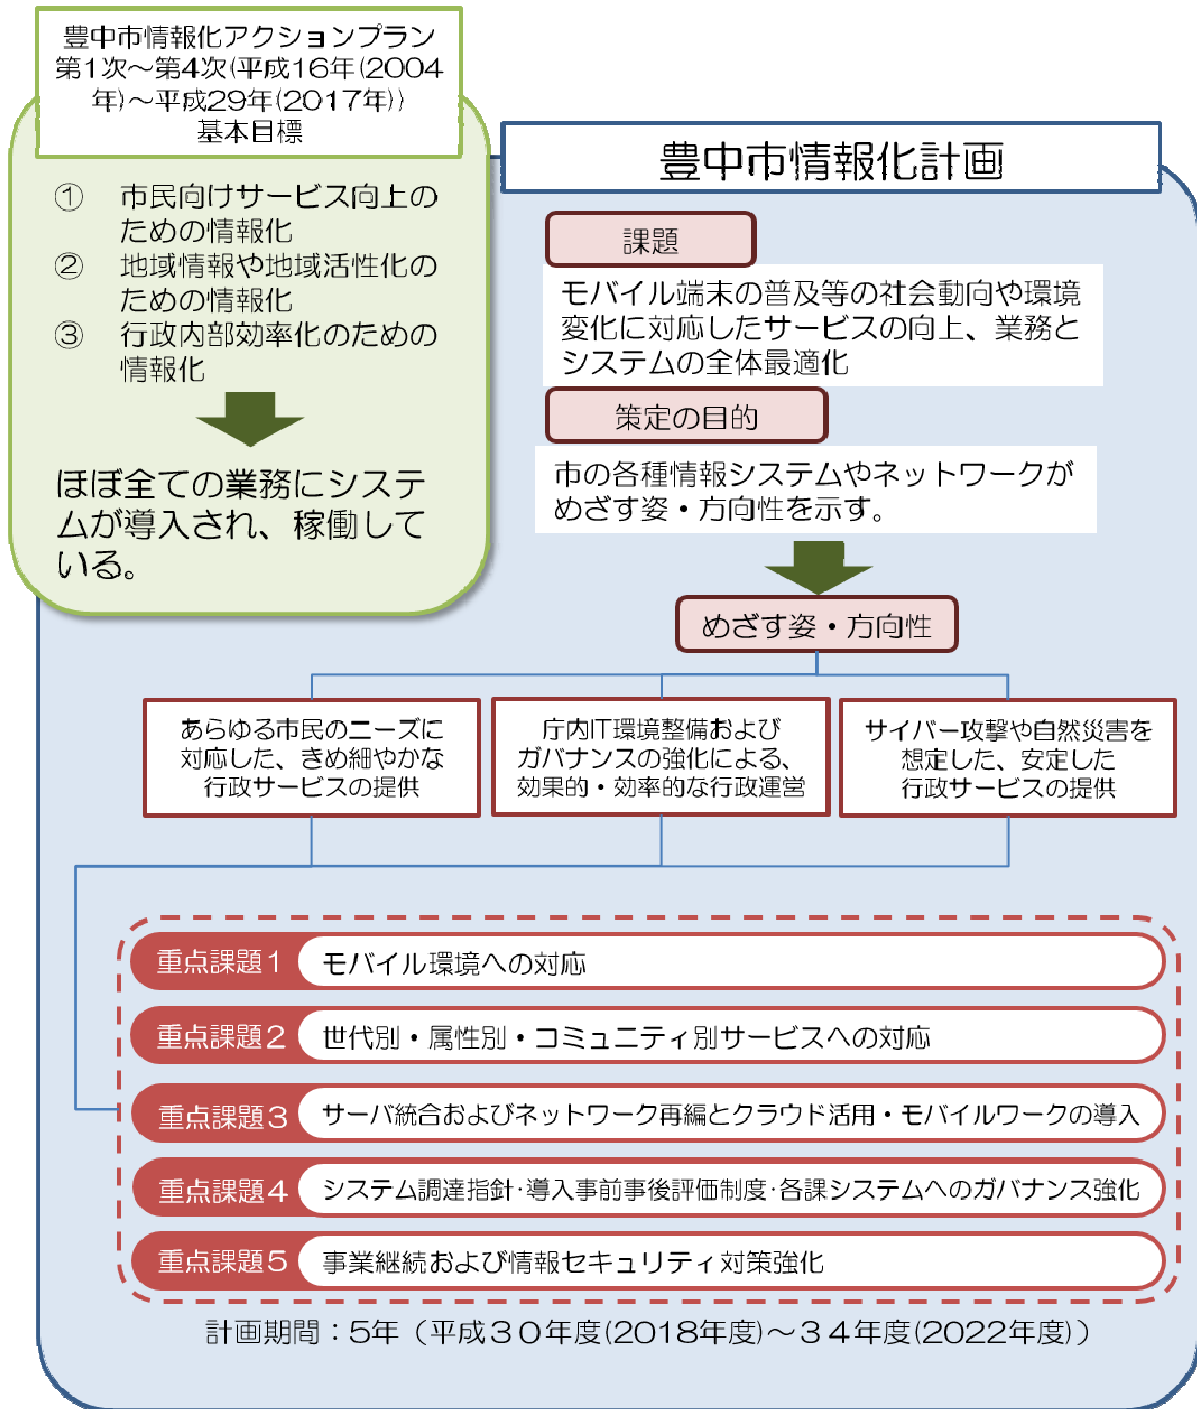 豊中市情報化アクションプラン
第1次～第4次(平成16年(2004
年)～平成29年(2017年))
基本目標
① 市民向けサービス向上の
ための情報化
② 地域情報や地域活性化の
ための情報化
③ 行政内部効率化のための
情報化
ほぼ全ての業務にシステ
ムが導入され、稼働して
いる。
豊中市情報化計画
課題
モバイル端末の普及等の社会動向や環境
変化に対応したサービスの向上、業務と
システムの全体最適化
策定の目的
市の各種情報システムやネットワークが
めざす姿・方向性を示す。
めざす姿・方向性
あらゆる市民のニーズに
対応した、きめ細やかな
行政サービスの提供
庁内IT環境整備および
ガバナンスの強化による、
効果的・効率的な行政運営
サイバー攻撃や自然災害を
想定した、安定した
行政サービスの提供
重点課題１ モバイル環境への対応
重点課題２ 世代別・属性別・コミュニティ別サービスへの対応
重点課題３ サーバ統合およびネットワーク再編とクラウド活用・モバイルワークの導入
重点課題４ システム調達指針･導入事前事後評価制度･各課システムへのガバナンス強化
重点課題５ 事業継続および情報セキュリティ対策強化
計画期間：5年（平成３０年度(2018年度)～３４年度(2022年度)）